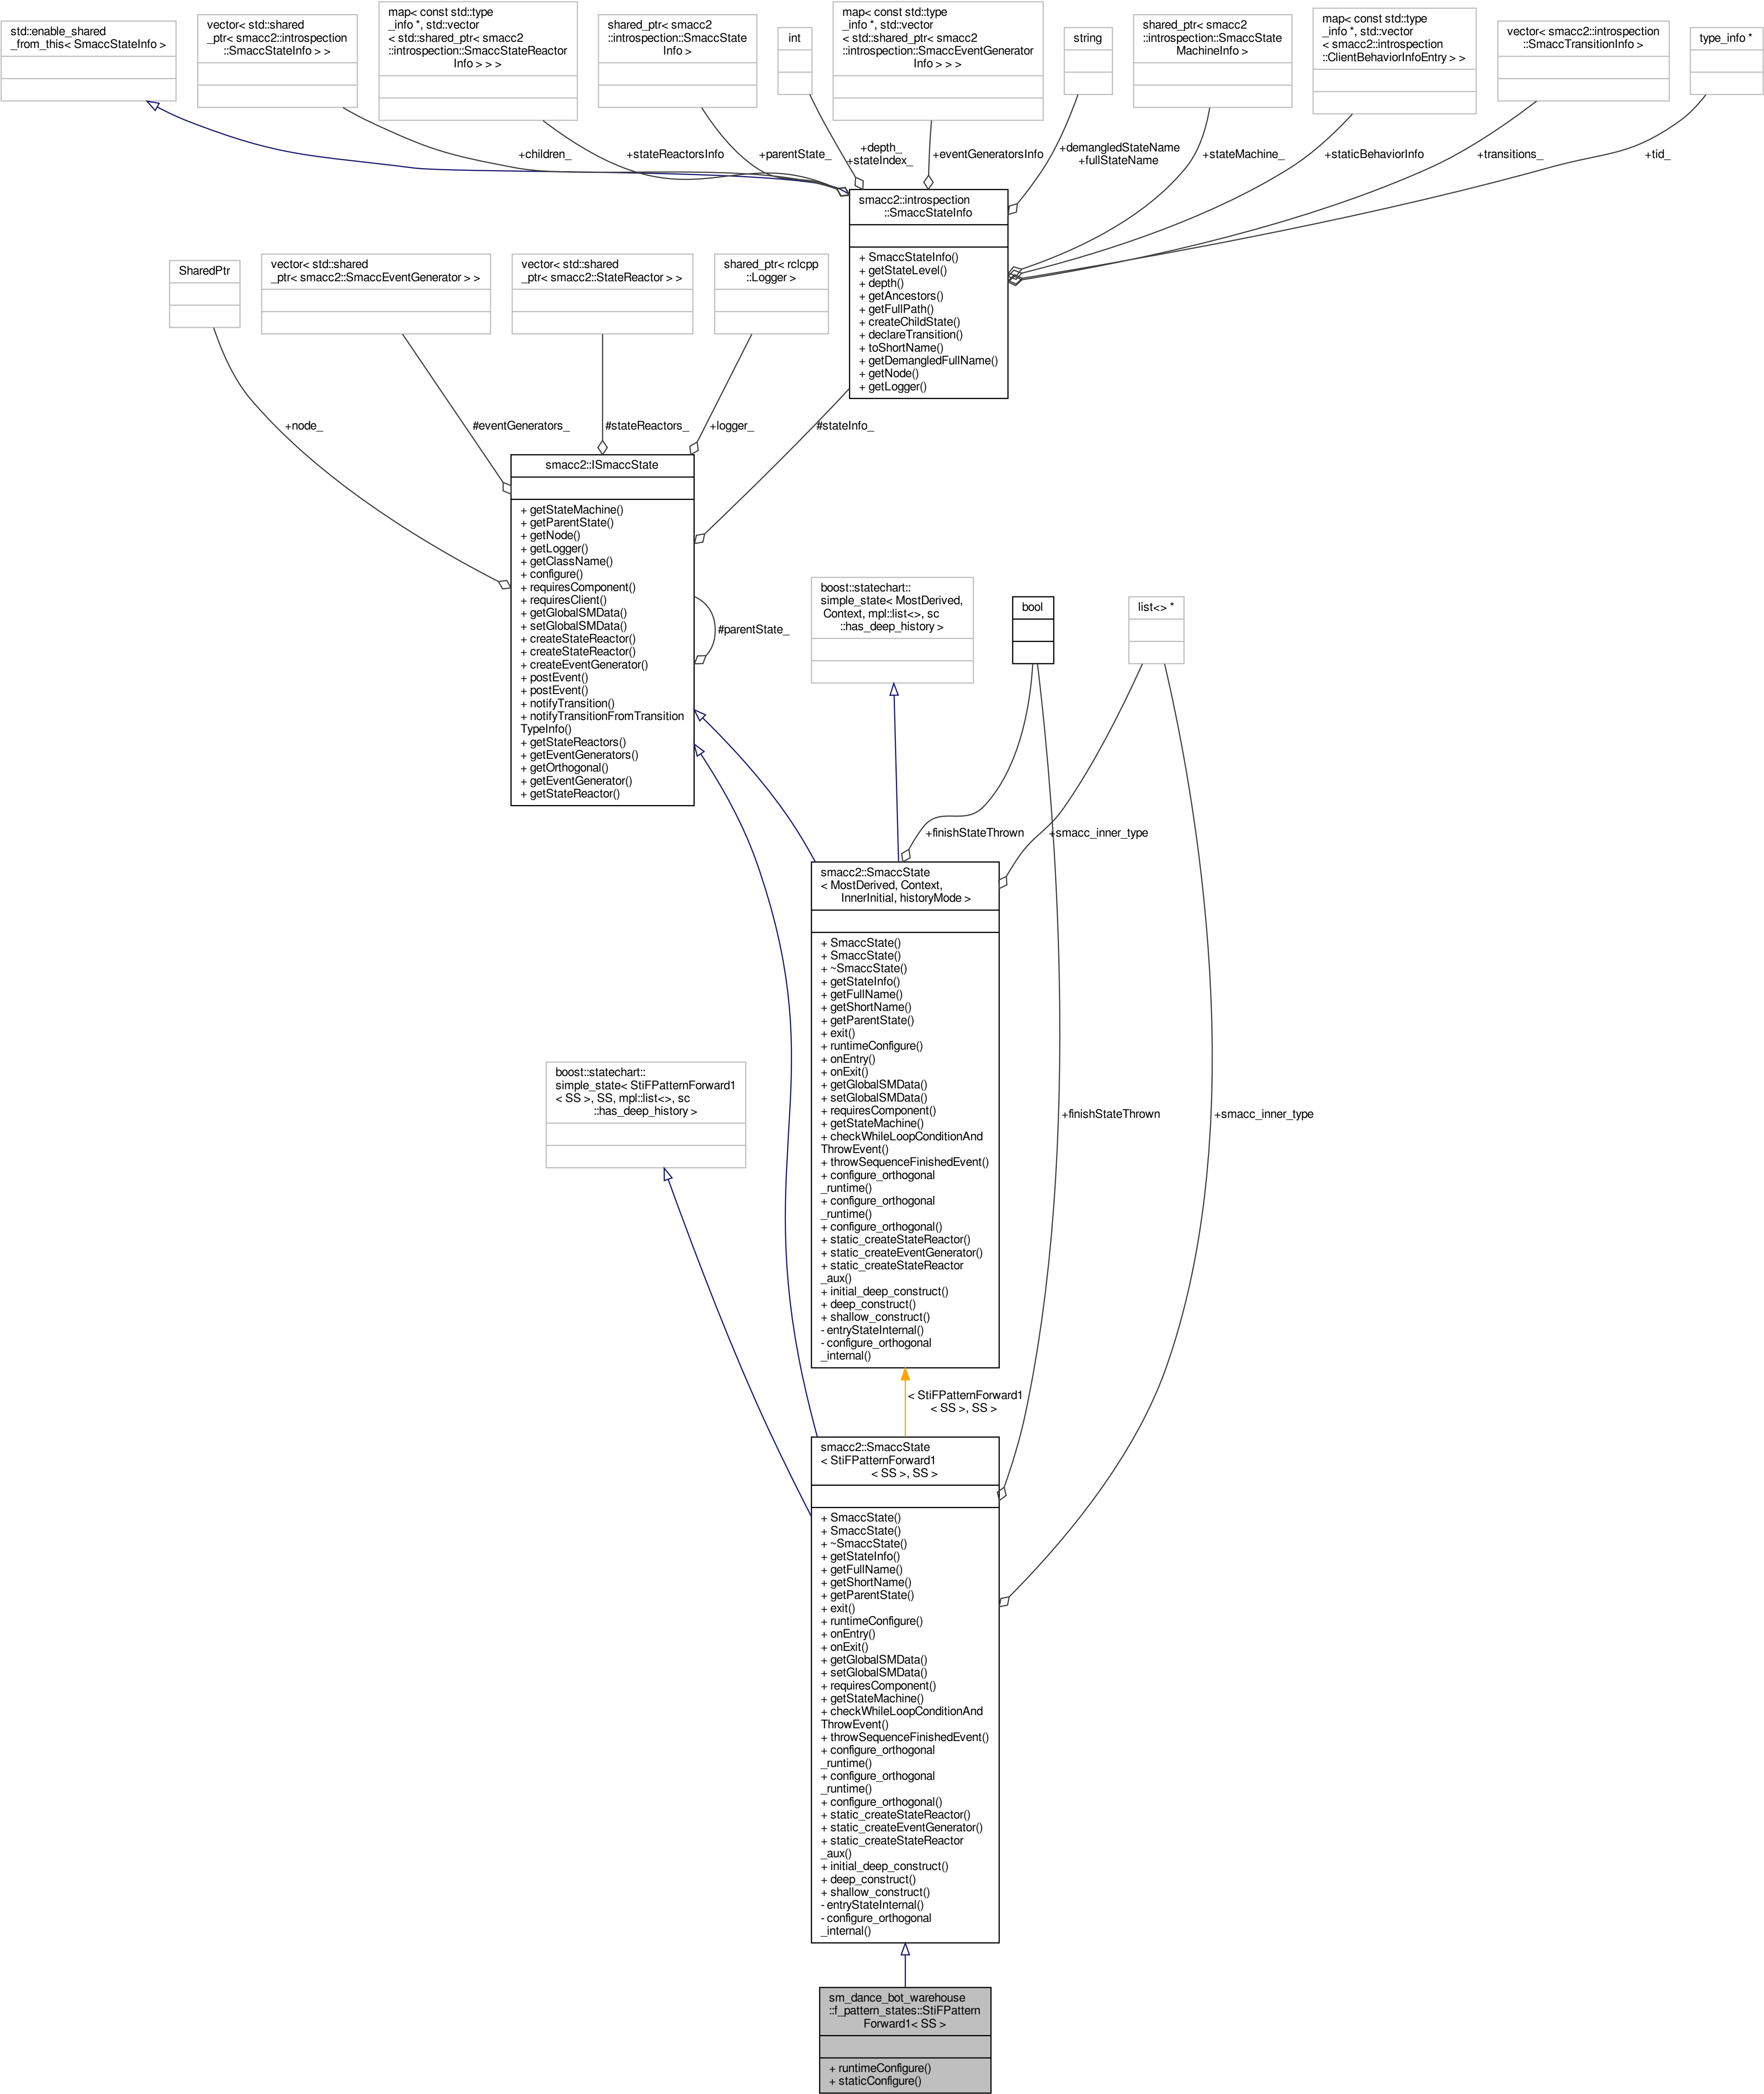 std::enable_shared
_from_this< SmaccStateInfo >
vector< std::shared
_ptr< smacc2::introspection
::SmaccStateInfo > >
map< const std::type
_info *, std::vector
< std::shared_ptr< smacc2
::introspection::SmaccStateReactor
Info > > >
shared_ptr< smacc2
::introspection::SmaccState
Info >
int
map< const std::type
_info *, std::vector
< std::shared_ptr< smacc2
::introspection::SmaccEventGenerator
Info > > >
string
shared_ptr< smacc2
::introspection::SmaccState
MachineInfo >
map< const std::type
_info *, std::vector
< smacc2::introspection
::ClientBehaviorInfoEntry > >
vector< smacc2::introspection
::SmaccTransitionInfo >
type_info *
+children_
+stateReactorsInfo
+parentState_
+depth_
+stateIndex_
+eventGeneratorsInfo
+demangledStateName
+fullStateName
+stateMachine_
+staticBehaviorInfo
+transitions_
+tid_
smacc2::introspection
::SmaccStateInfo
+ SmaccStateInfo()
+ getStateLevel()
+ depth()
+ getAncestors()
+ getFullPath()
+ createChildState()
+ declareTransition()
+ toShortName()
+ getDemangledFullName()
+ getNode()
+ getLogger()
SharedPtr
vector< std::shared
_ptr< smacc2::SmaccEventGenerator > >
vector< std::shared
_ptr< smacc2::StateReactor > >
shared_ptr< rclcpp
::Logger >
+node_
#eventGenerators_
#stateReactors_
+logger_
#stateInfo_
smacc2::ISmaccState
+ getStateMachine()
+ getParentState()
+ getNode()
+ getLogger()
+ getClassName()
+ configure()
+ requiresComponent()
+ requiresClient()
+ getGlobalSMData()
+ setGlobalSMData()
+ createStateReactor()
+ createStateReactor()
+ createEventGenerator()
+ postEvent()
+ postEvent()
+ notifyTransition()
+ notifyTransitionFromTransition
TypeInfo()
+ getStateReactors()
+ getEventGenerators()
+ getOrthogonal()
+ getEventGenerator()
+ getStateReactor()
#parentState_
boost::statechart::
simple_state< MostDerived,
Context, mpl::list<>, sc
::has_deep_history >
bool
list<> *
+finishStateThrown
+smacc_inner_type
smacc2::SmaccState
< MostDerived, Context,
InnerInitial, historyMode >
+ SmaccState()
+ SmaccState()
+ ~SmaccState()
+ getStateInfo()
+ getFullName()
+ getShortName()
+ getParentState()
+ exit()
+ runtimeConfigure()
+ onEntry()
+ onExit()
+ getGlobalSMData()
+ setGlobalSMData()
+ requiresComponent()
+ getStateMachine()
+ checkWhileLoopConditionAnd
ThrowEvent()
+ throwSequenceFinishedEvent()
+ configure_orthogonal
_runtime()
+ configure_orthogonal
_runtime()
+ configure_orthogonal()
+ static_createStateReactor()
+ static_createEventGenerator()
+ static_createStateReactor
_aux()
+ initial_deep_construct()
+ deep_construct()
+ shallow_construct()
- entryStateInternal()
- configure_orthogonal
_internal()
boost::statechart::
simple_state< StiFPatternForward1
< SS >, SS, mpl::list<>, sc
::has_deep_history >
+finishStateThrown
+smacc_inner_type
< StiFPatternForward1
< SS >, SS >
smacc2::SmaccState
< StiFPatternForward1
< SS >, SS >
+ SmaccState()
+ SmaccState()
+ ~SmaccState()
+ getStateInfo()
+ getFullName()
+ getShortName()
+ getParentState()
+ exit()
+ runtimeConfigure()
+ onEntry()
+ onExit()
+ getGlobalSMData()
+ setGlobalSMData()
+ requiresComponent()
+ getStateMachine()
+ checkWhileLoopConditionAnd
ThrowEvent()
+ throwSequenceFinishedEvent()
+ configure_orthogonal
_runtime()
+ configure_orthogonal
_runtime()
+ configure_orthogonal()
+ static_createStateReactor()
+ static_createEventGenerator()
+ static_createStateReactor
_aux()
+ initial_deep_construct()
+ deep_construct()
+ shallow_construct()
- entryStateInternal()
- configure_orthogonal
_internal()
sm_dance_bot_warehouse
::f_pattern_states::StiFPattern
Forward1< SS >
+ runtimeConfigure()
+ staticConfigure()